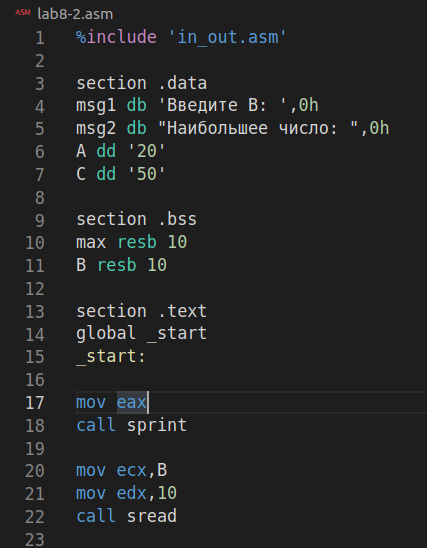 ASM lab8-2.asm
1 %include 'in_out.asm'
2
3 section .data
4 msg1 db 'Введите B: ',0h
5 msg2 db "Наибольшее число: ",0h
6 A dd '20'
7 C dd '50'
8
9 section .bss
10 max resb 10
11 B resb 10
12
13 section .text
14 global _start
15 _start:
16
17 mov eax
18 call sprint
19
20 mov ecx,B
21 mov edx,10
22 call sread
23